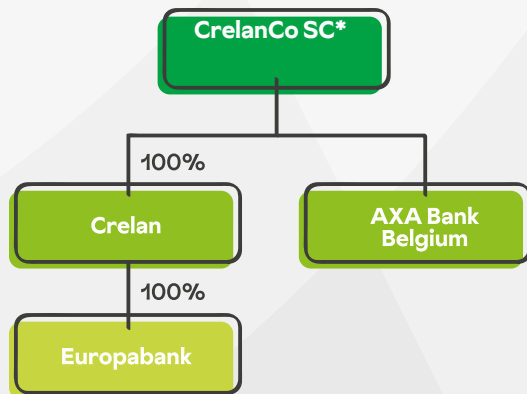 CrelanCo SC*
100%
Crelan
AXA Bank
Belgium
100%
Europabank